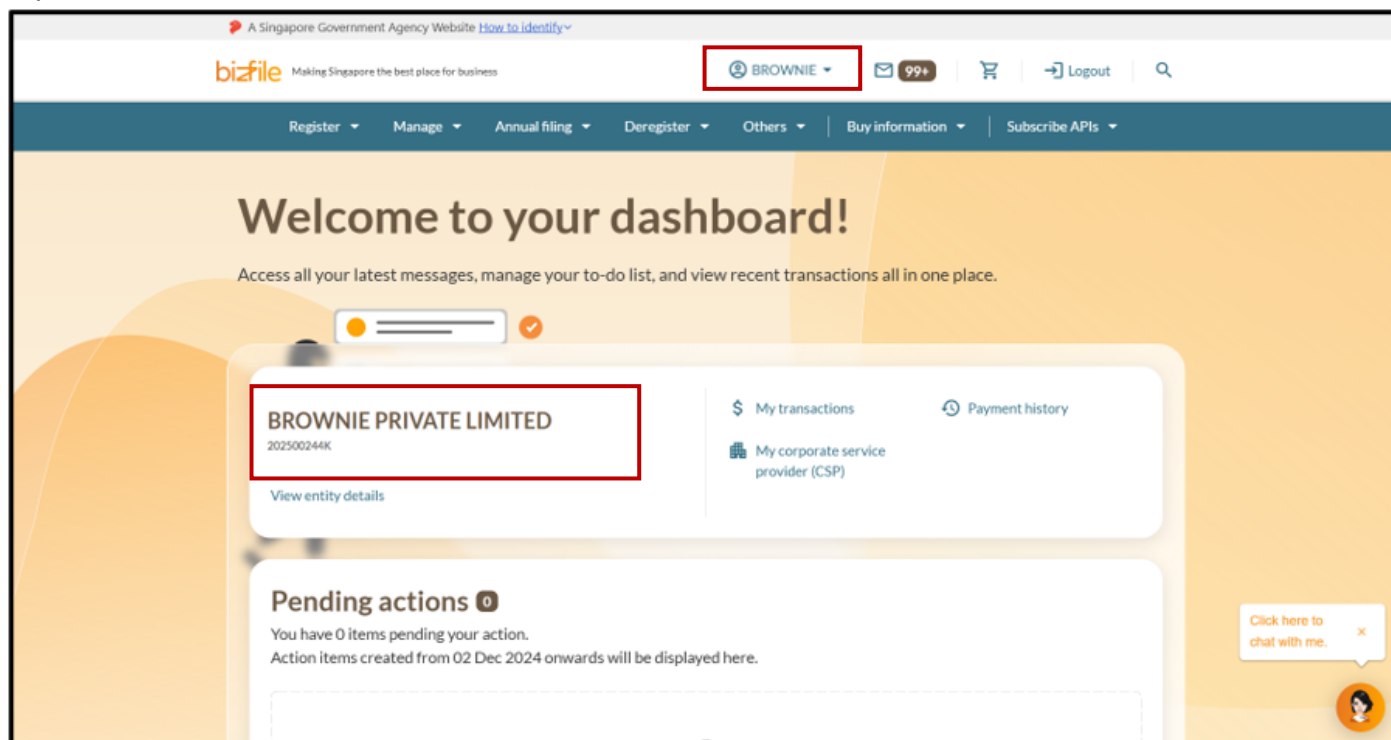 A Singapore Government Agency Website How to identify
bizfile Making Singapore the best place for business BROWNIE 99+ Logout
Register Manage Annual filing Deregister Others Buy information Subscribe APIs
Welcome to your dashboard!
Access all your latest messages, manage your to-do list, and view recent transactions all in one place.
BROWNIE PRIVATE LIMITED
202500244K
View entity details
$ My transactions
Payment history
My corporate service
provider (CSP)
Pending actions 0
You have 0 items pending your action.
Action items created from 02 Dec 2024 onwards will be displayed here.
Click here to
chat with me. ×